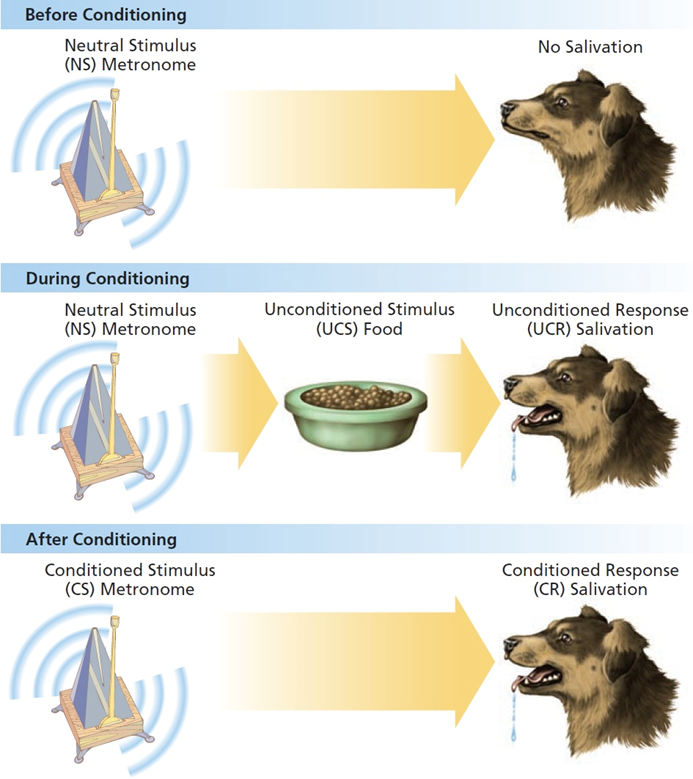 Before Conditioning
Neutral Stimulus
(NS) Metronome
No Salivation
During Conditioning
Neutral Stimulus
(NS) Metronome
Unconditioned Stimulus
(UCS) Food
Unconditioned Response
(UCR) Salivation
After Conditioning
Conditioned Stimulus
(CS) Metronome
Conditioned Response
(CR) Salivation